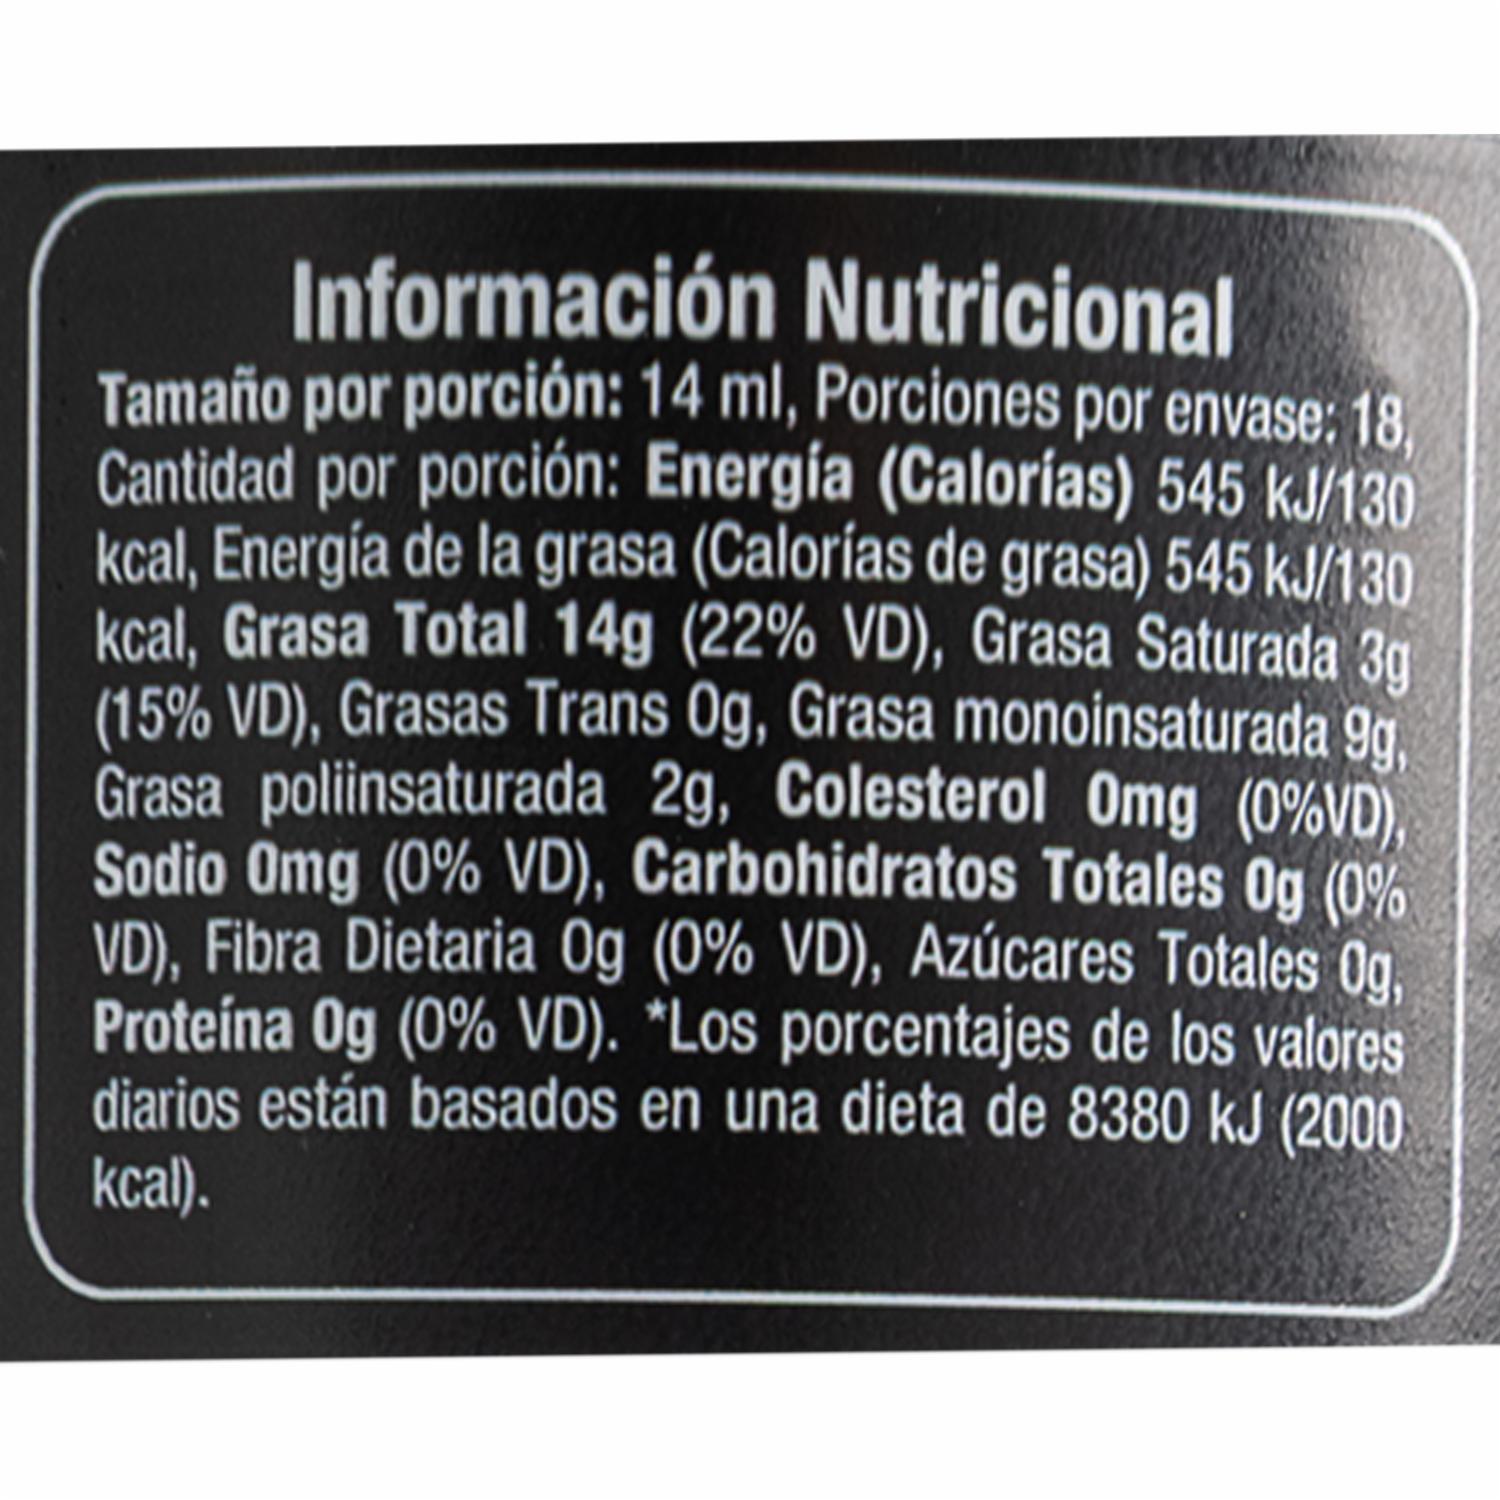 Información Nutricional
Tamaño por porción: 14 ml, Porciones por envase: 18,
Cantidad por porción: Energía (Calorías) 545 kJ/130
kcal, Energía de la grasa (Calorías de grasa) 545 kJ/130
kcal, Grasa Total 14g (22% VD), Grasa Saturada 3g
(15% VD), Grasas Trans 0g, Grasa monoinsaturada 9g,
Grasa poliinsaturada 2g, Colesterol 0mg (0%VD),
Sodio 0mg (0% VD), Carbohidratos Totales 0g (0%
VD), Fibra Dietaria 0g (0% VD), Azúcares Totales 0g,
Proteína 0g (0% VD). *Los porcentajes de los valores
diarios están basados en una dieta de 8380 kJ (2000
kcal).